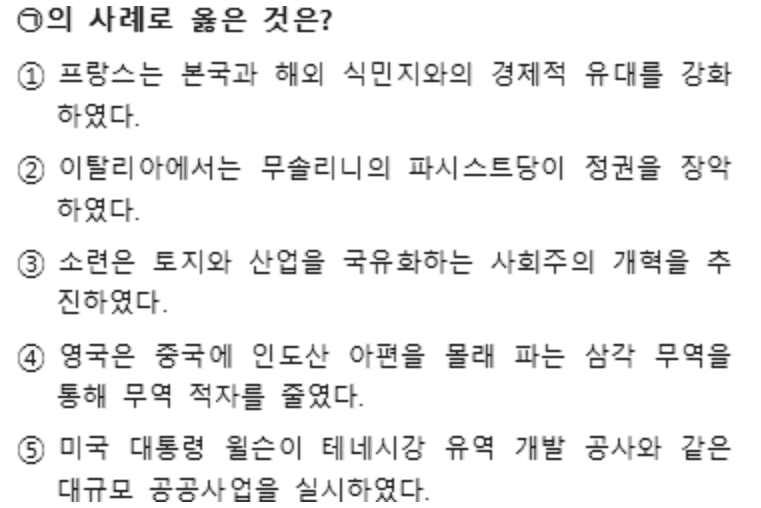 ㉠의 사례로 옳은 것은?
① 프랑스는 본국과 해외 식민지와의 경제적 유대를 강화
하였다.
② 이탈리아에서는 무솔리니의 파시스트당이 정권을 장악
하였다.
③ 소련은 토지와 산업을 국유화하는 사회주의 개혁을 추
진하였다.
④ 영국은 중국에 인도산 아편을 몰래 파는 삼각 무역을
통해 무역 적자를 줄였다.
⑤ 미국 대통령 윌슨이 테네시강 유역 개발 공사와 같은
대규모 공공사업을 실시하였다.